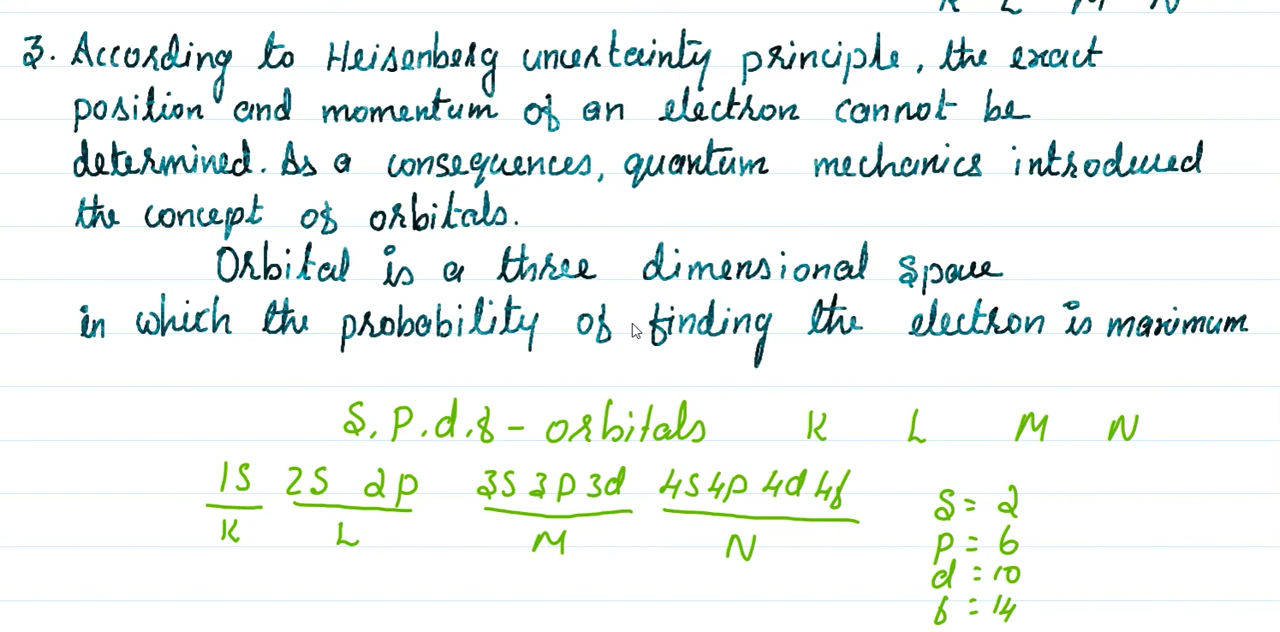 K L M N
3. According to Heisenberg uncertainty principle, the exact
position and momentum of an electron cannot be
determined. As a consequences, quantum mechanics introduced
the concept of orbitals.
Orbital is a three dimensional space
in which the probability of finding the electron is maximum
S. P. d. f - orbitals K L M N
1S 2S 2p 3S 3p 3d 4S 4p 4d 4f
K L M N
S = 2
P = 6
d = 10
f = 14